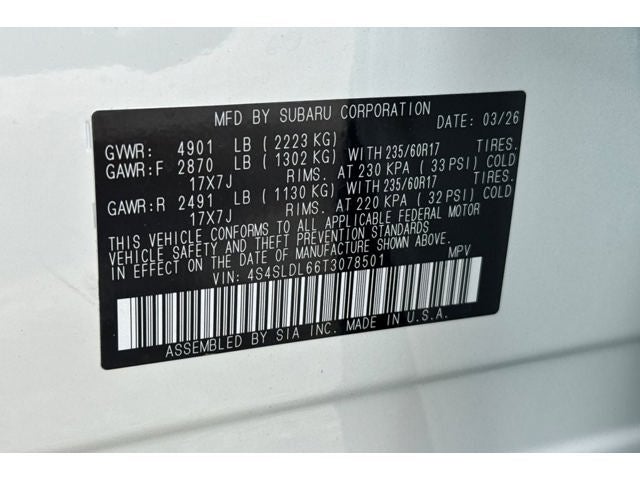 MFD BY SUBARU CORPORATION DATE: 03/26
GVWR: 4901 LB (2223 KG)
GAWR:F 2870 LB (1302 KG) WITH 235/60R17 TIRES.
17X7J RIMS. AT 230 KPA (33 PSI) COLD
GAWR:R 2491 LB (1130 KG) WITH 235/60R17 TIRES.
17X7J RIMS. AT 220 KPA (32 PSI) COLD
THIS VEHICLE CONFORMS TO ALL APPLICABLE FEDERAL MOTOR
VEHICLE SAFETY AND THEFT PREVENTION STANDARDS
IN EFFECT ON THE DATE OF MANUFACTURE SHOWN ABOVE.
VIN: 4S4SLDL66T3078501 MPV
ASSEMBLED BY SIA INC. MADE IN U.S.A.